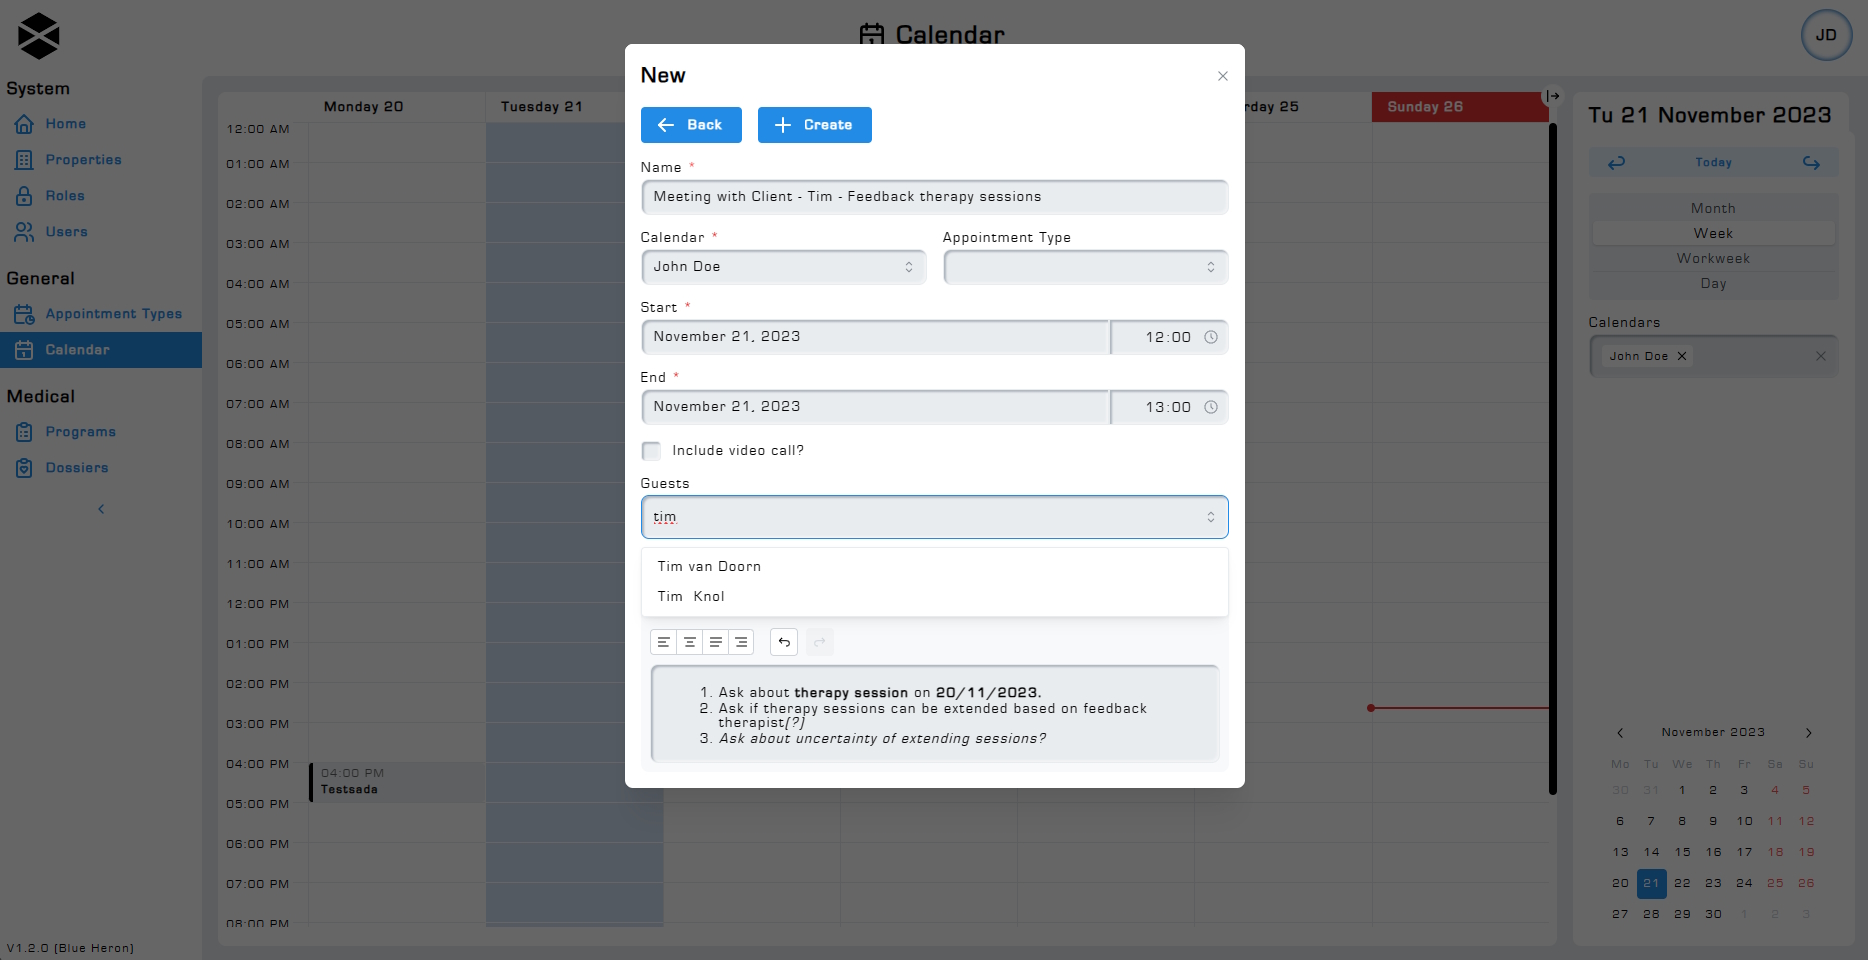 Calendar
JD
System
Home
Properties
Roles
Users
General
Appointment Types
Calendar
Medical
Programs
Dossiers
V1.2.0 (Blue Heron)
Monday 20
Tuesday 21
rday 25
Sunday 26
12:00 AM
01:00 AM
02:00 AM
03:00 AM
04:00 AM
05:00 AM
06:00 AM
07:00 AM
08:00 AM
09:00 AM
10:00 AM
11:00 AM
12:00 PM
01:00 PM
02:00 PM
03:00 PM
04:00 PM
05:00 PM
06:00 PM
07:00 PM
08:00 PM
04:00 PM
Testsada
New
Back
Create
Name *
Meeting with Client - Tim - Feedback therapy sessions
Calendar *
Appointment Type
John Doe
Start *
November 21, 2023
12:00
End *
November 21, 2023
13:00
Include video call?
Guests
tim
Tim van Doorn
Tim  Knol
1. Ask about therapy session on 20/11/2023.
2. Ask if therapy sessions can be extended based on feedback
therapist(?)
3. Ask about uncertainty of extending sessions?
Tu 21 November 2023
Today
Month
Week
Workweek
Day
Calendars
John Doe
November 2023
Mo Tu We Th Fr Sa Su
30 31 1 2 3 4 5
6 7 8 9 10 11 12
13 14 15 16 17 18 19
20 21 22 23 24 25 26
27 28 29 30 1 2 3